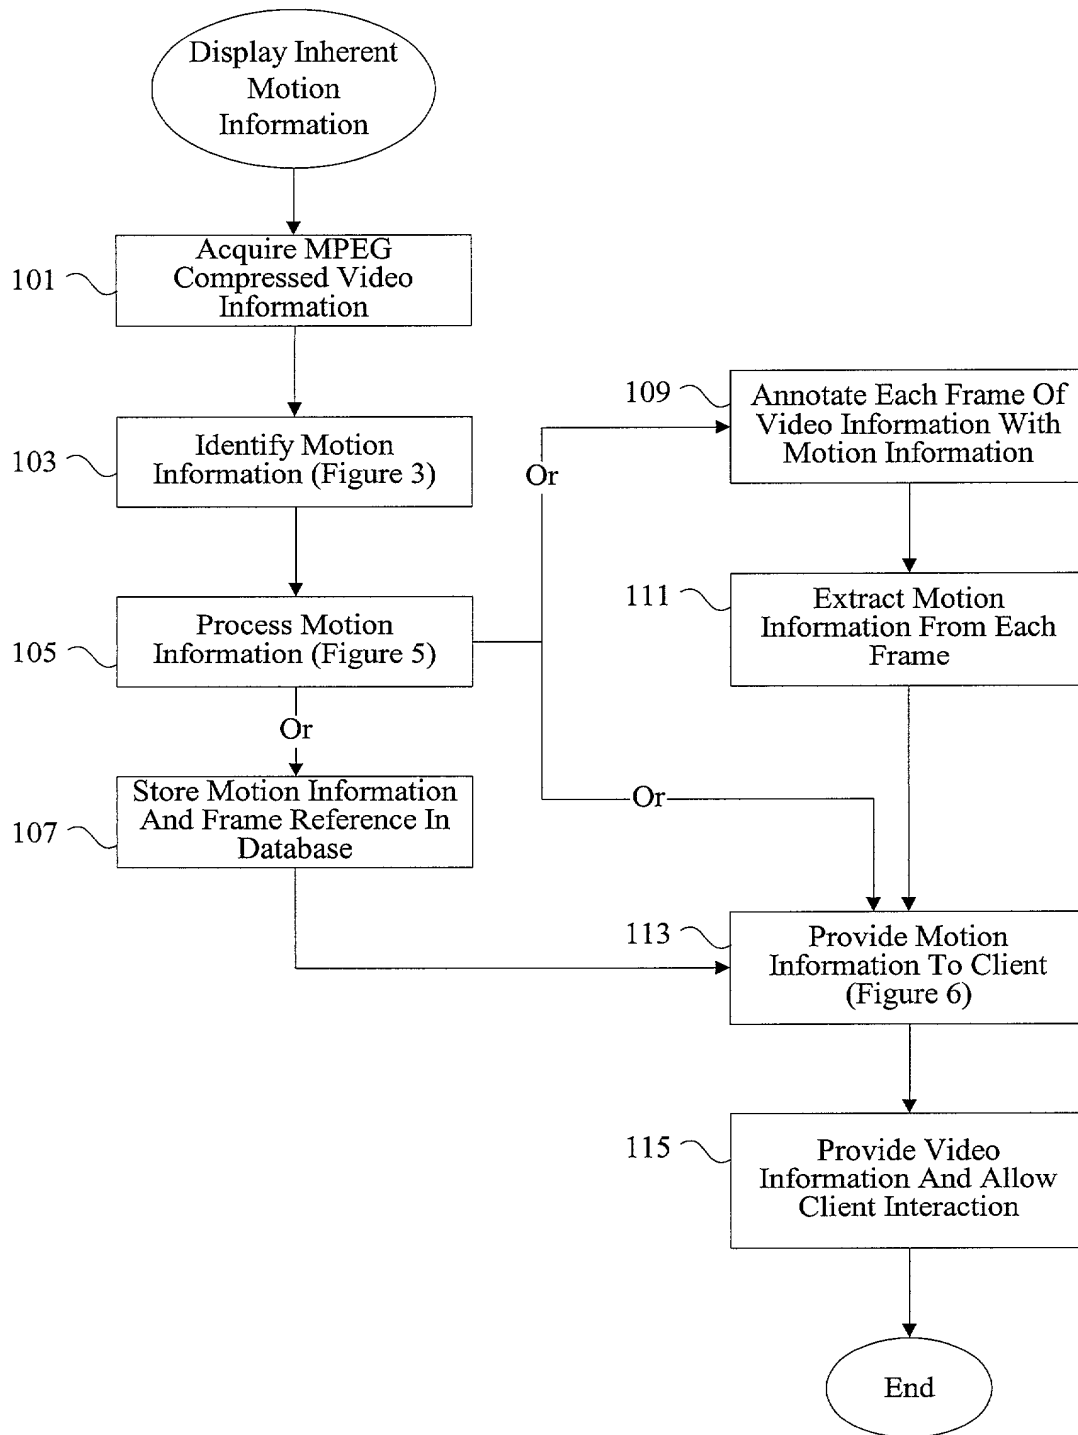 Display Inherent
Motion
Information
101
Acquire MPEG
Compressed Video
Information
103
Identify Motion
Information (Figure 3)
105
Process Motion
Information (Figure 5)
Or
Or
Or
107
Store Motion Information
And Frame Reference In
Database
109
Annotate Each Frame Of
Video Information With
Motion Information
111
Extract Motion
Information From Each
Frame
113
Provide Motion
Information To Client
(Figure 6)
115
Provide Video
Information And Allow
Client Interaction
End